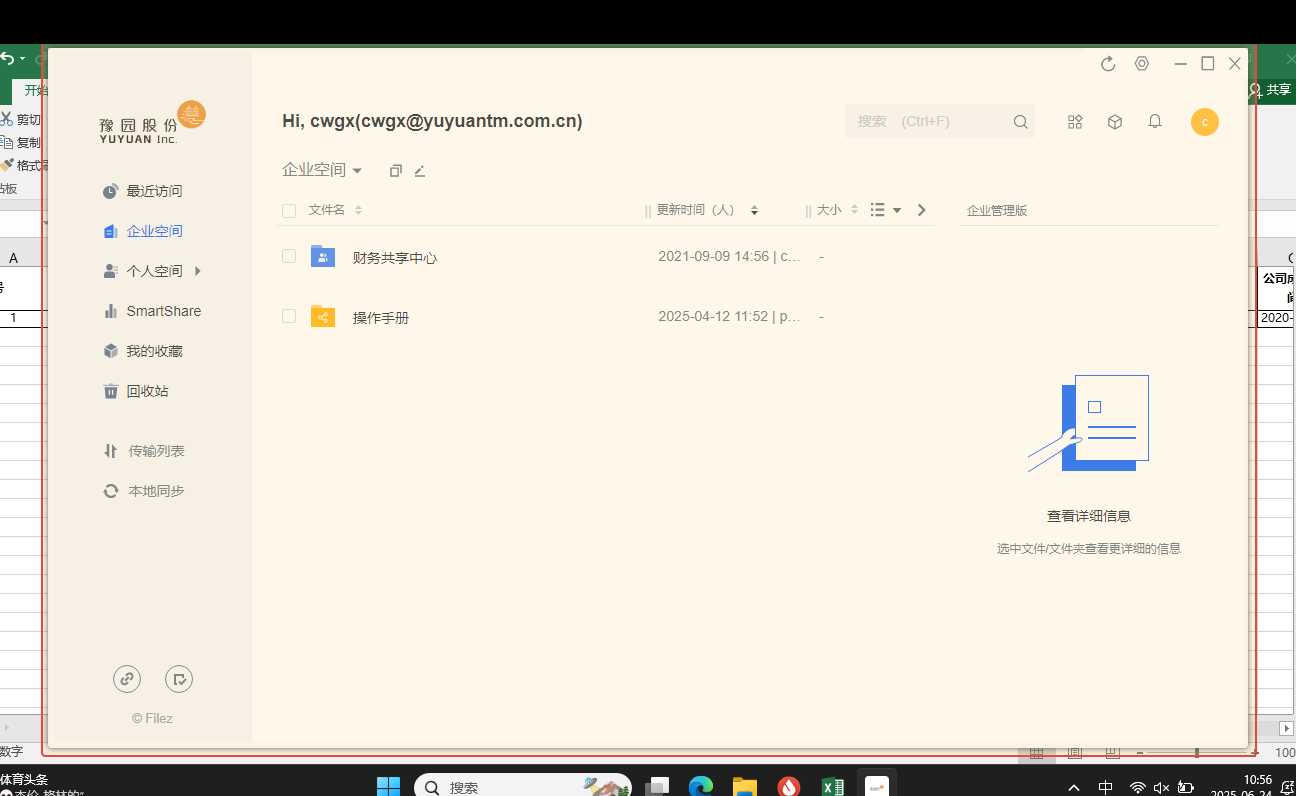 开始
剪切
复制
格式
A
1
数字
体育头条
豫园股份
YUYUAN Inc.
最近访问
企业空间
个人空间
SmartShare
我的收藏
回收站
传输列表
本地同步
© Filez
Hi, cwgx(cwgx@yuyuantm.com.cn)
搜索 (Ctrl+F)
c
企业空间
文件名
更新时间（人）
大小
企业管理版
财务共享中心
2021-09-09 14:56 | c...
-
操作手册
2025-04-12 11:52 | p...
-
查看详细信息
选中文件/文件夹查看更详细的信息
共享
公司成
2020-
100
搜索
中
10:56
2025-06-24